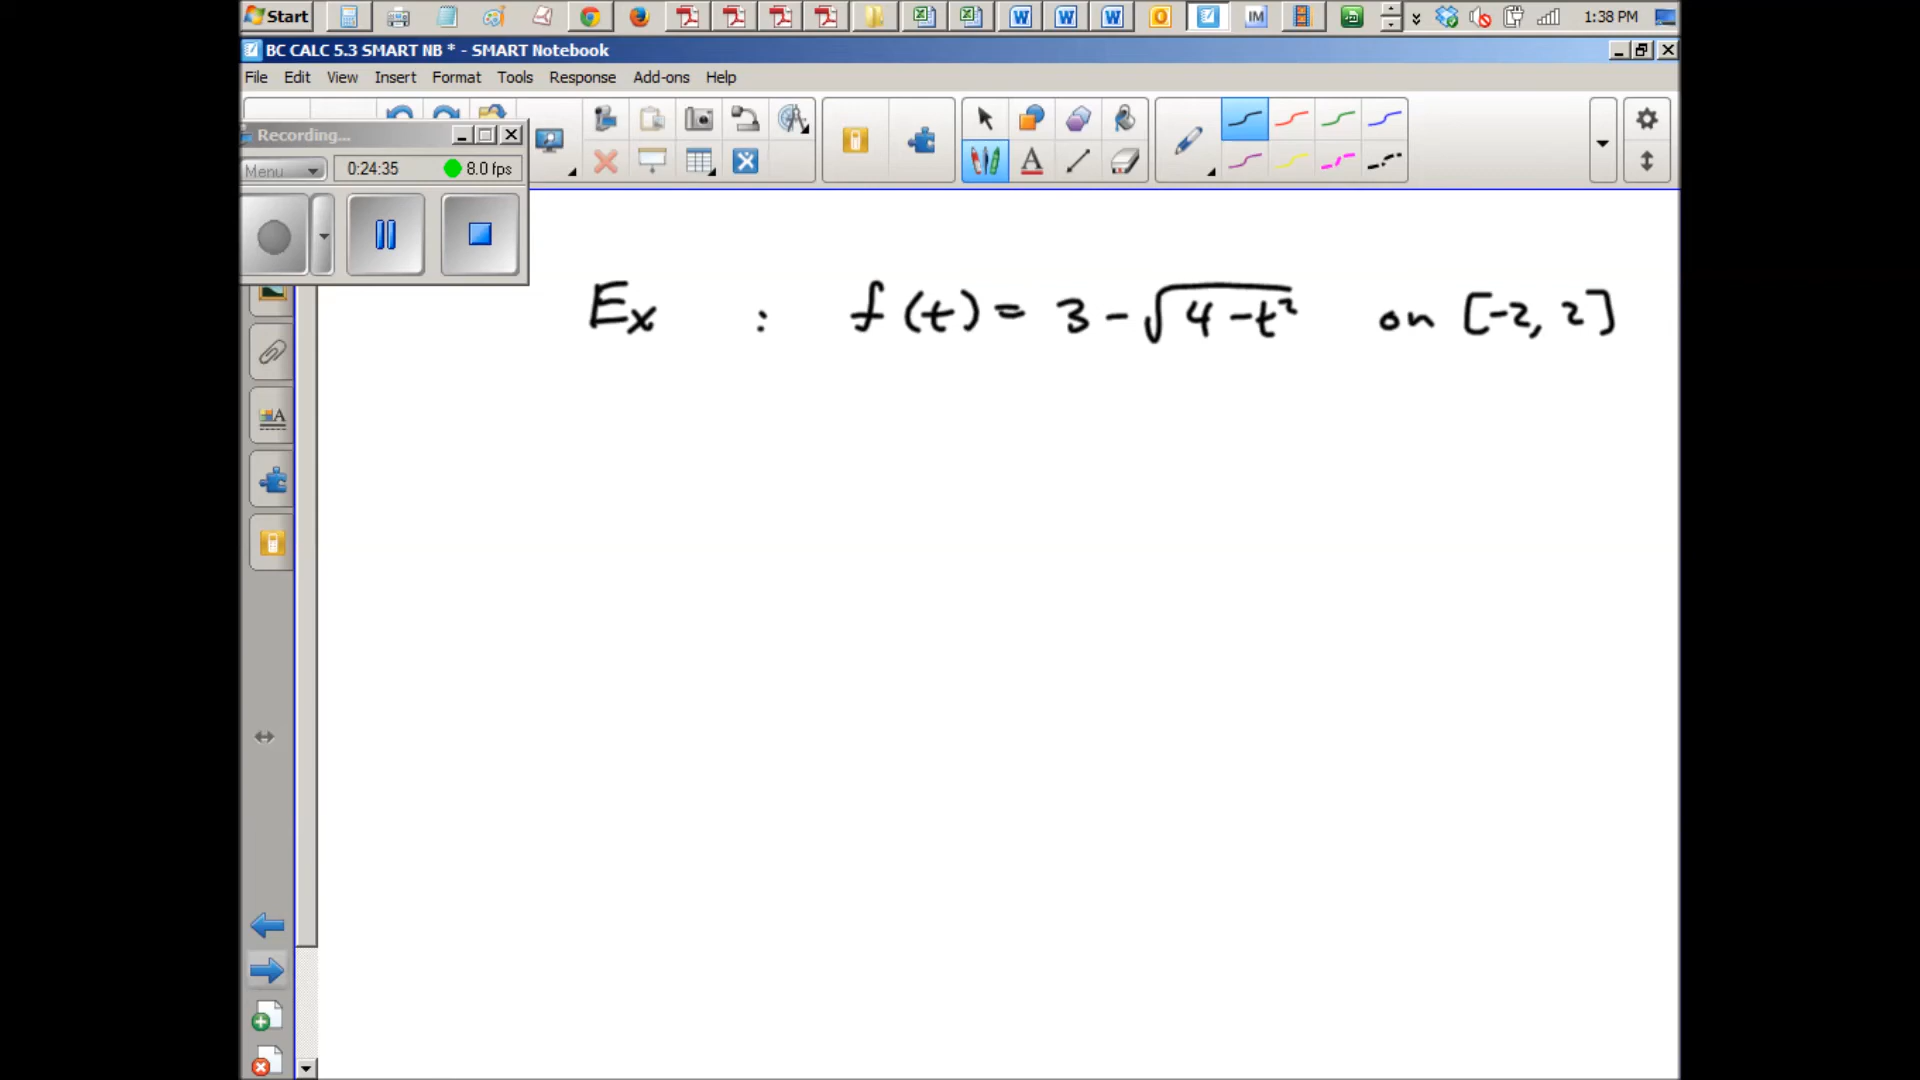 Start
1:38 PM
BC CALC 5.3 SMART NB * - SMART Notebook
File Edit View Insert Format Tools Response Add-ons Help
Recording...
Menu 0:24:35 8.0 fps
Ex : f(t) = 3 - √4 - t² on [-2, 2]